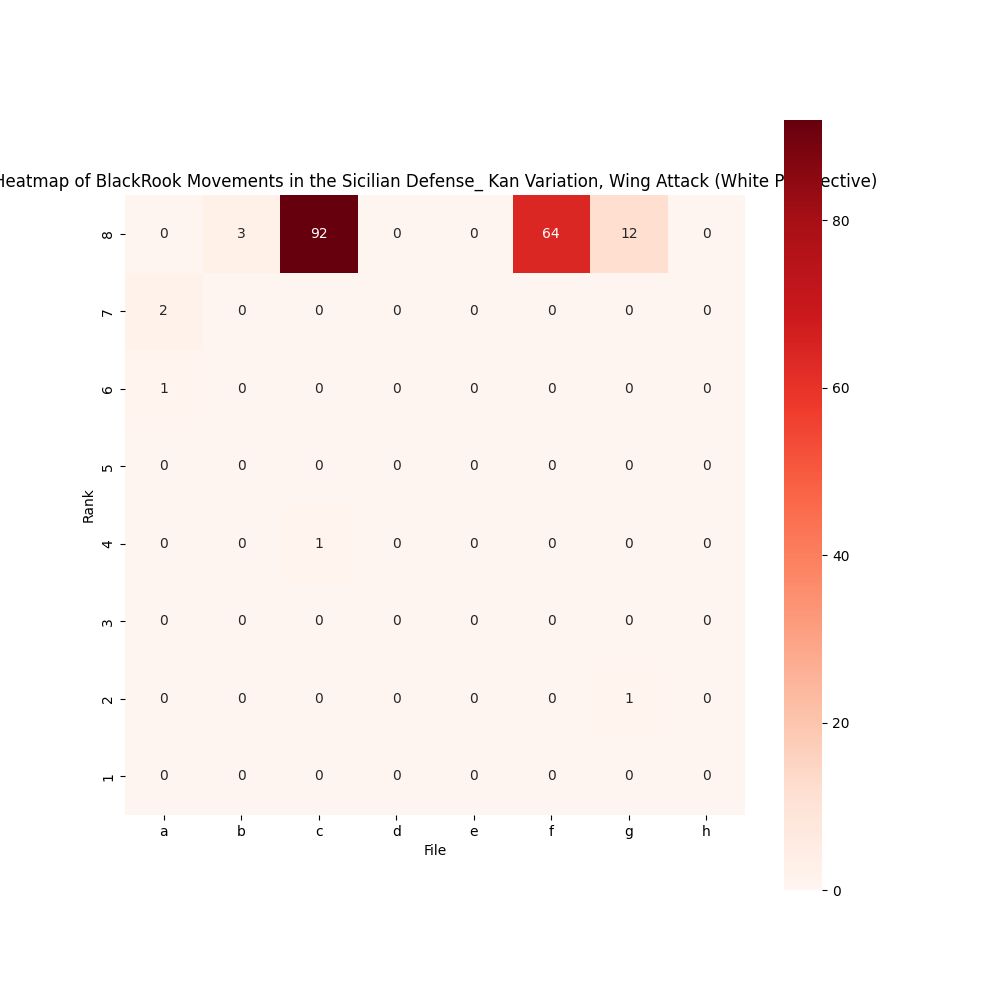 Heatmap of BlackRook Movements in the Sicilian Defense_ Kan Variation, Wing Attack (White P ective)
8 0 3 92 0 0 64 12 0
7 2 0 0 0 0 0 0 0
6 1 0 0 0 0 0 0 0
5 0 0 0 0 0 0 0 0
4 0 0 1 0 0 0 0 0
3 0 0 0 0 0 0 0 0
2 0 0 0 0 0 0 1 0
1 0 0 0 0 0 0 0 0
a b c d e f g h
Rank
File
80
60
40
20
0